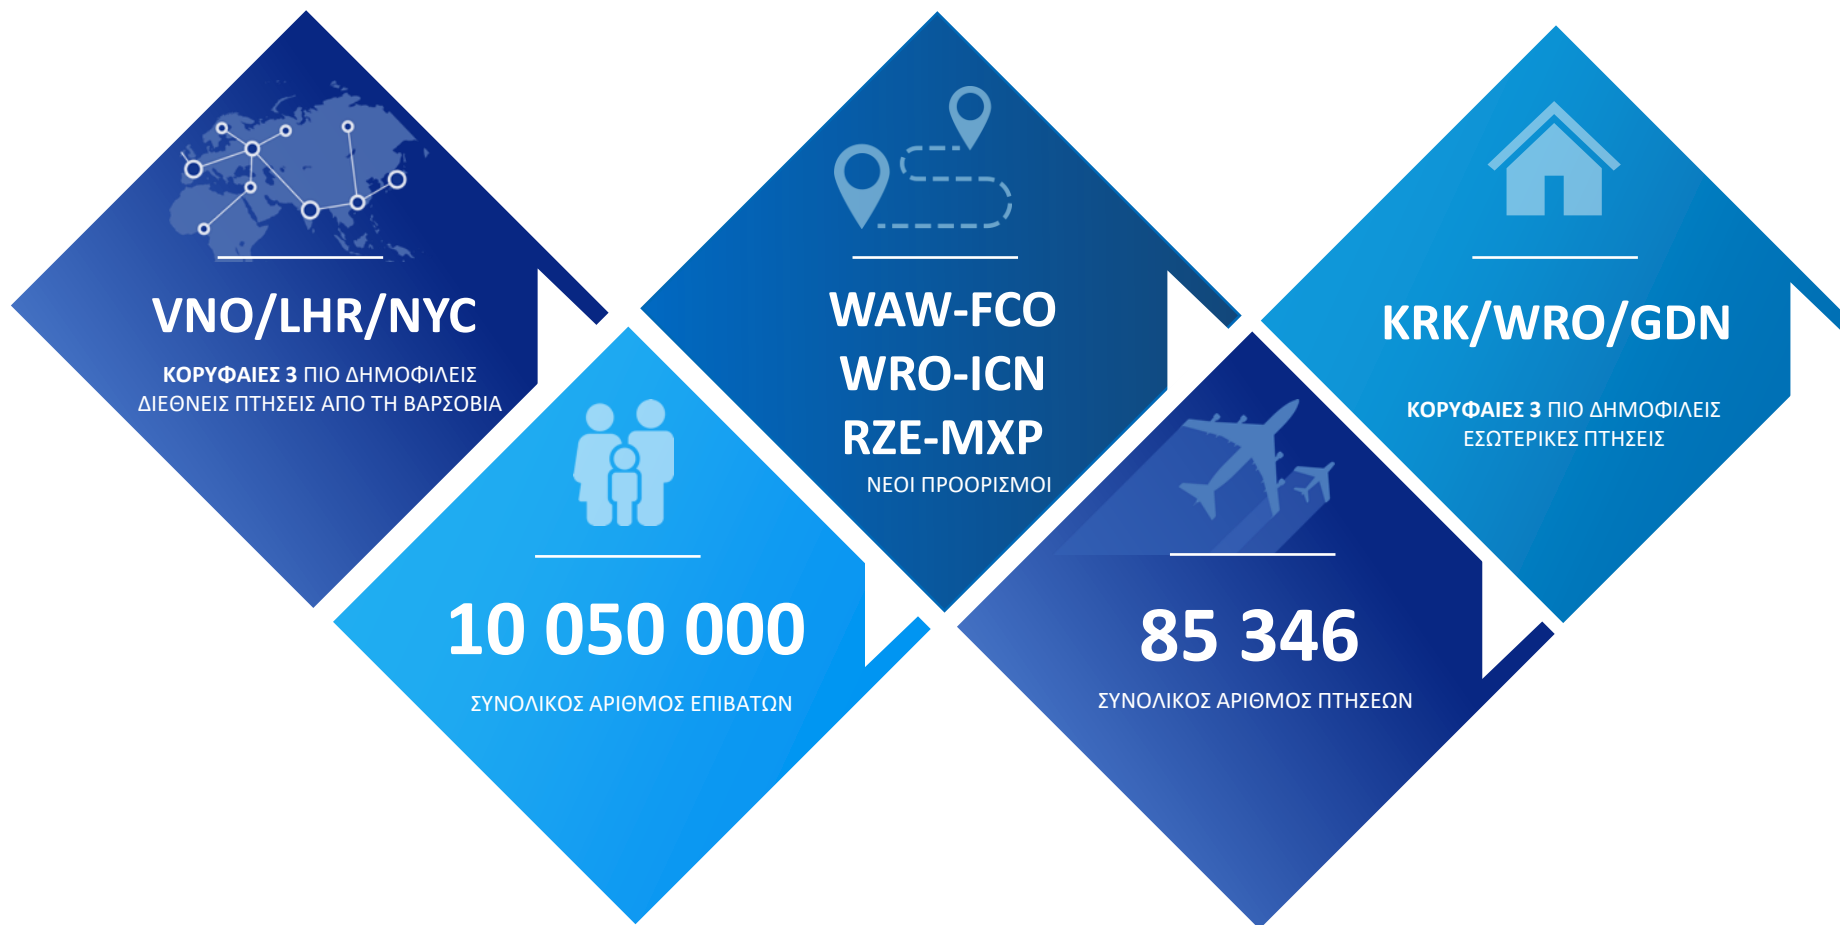 VNO/LHR/NYC
ΚΟΡΥΦΑΙΕΣ 3 ΠΙΟ ΔΗΜΟΦΙΛΕΙΣ
ΔΙΕΘΝΕΙΣ ΠΤΗΣΕΙΣ ΑΠΟ ΤΗ ΒΑΡΣΟΒΙΑ
10 050 000
ΣΥΝΟΛΙΚΟΣ ΑΡΙΘΜΟΣ ΕΠΙΒΑΤΩΝ
WAW-FCO
WRO-ICN
RZE-MXP
ΝΕΟΙ ΠΡΟΟΡΙΣΜΟΙ
85 346
ΣΥΝΟΛΙΚΟΣ ΑΡΙΘΜΟΣ ΠΤΗΣΕΩΝ
KRK/WRO/GDN
ΚΟΡΥΦΑΙΕΣ 3 ΠΙΟ ΔΗΜΟΦΙΛΕΙΣ
ΕΣΩΤΕΡΙΚΕΣ ΠΤΗΣΕΙΣ